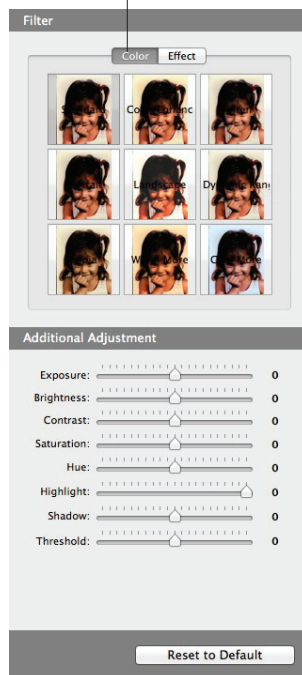 Filter
Color Effect
Landscape
Additional Adjustment
Exposure: 0
Brightness: 0
Contrast: 0
Saturation: 0
Hue: 0
Highlight: 0
Shadow: 0
Threshold: 0
Reset to Default